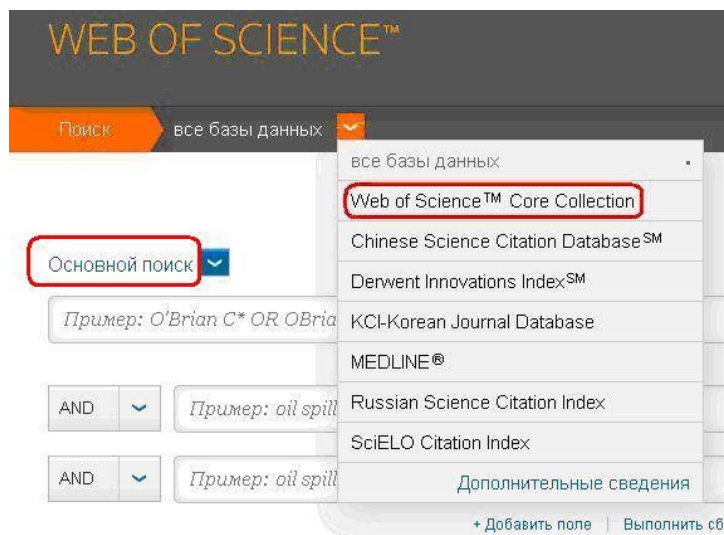 WEB OF SCIENCE™
Поиск все базы данных
все базы данных
Web of Science™ Core Collection
Основной поиск
Chinese Science Citation Database℠
Derwent Innovations Index℠
Пример: O'Brian C* OR OBria
KCI-Korean Journal Database
MEDLINE®
AND Пример: oil spill
Russian Science Citation Index
SciELO Citation Index
AND Пример: oil spill
Дополнительные сведения
+ Добавить поле | Выполнить сб